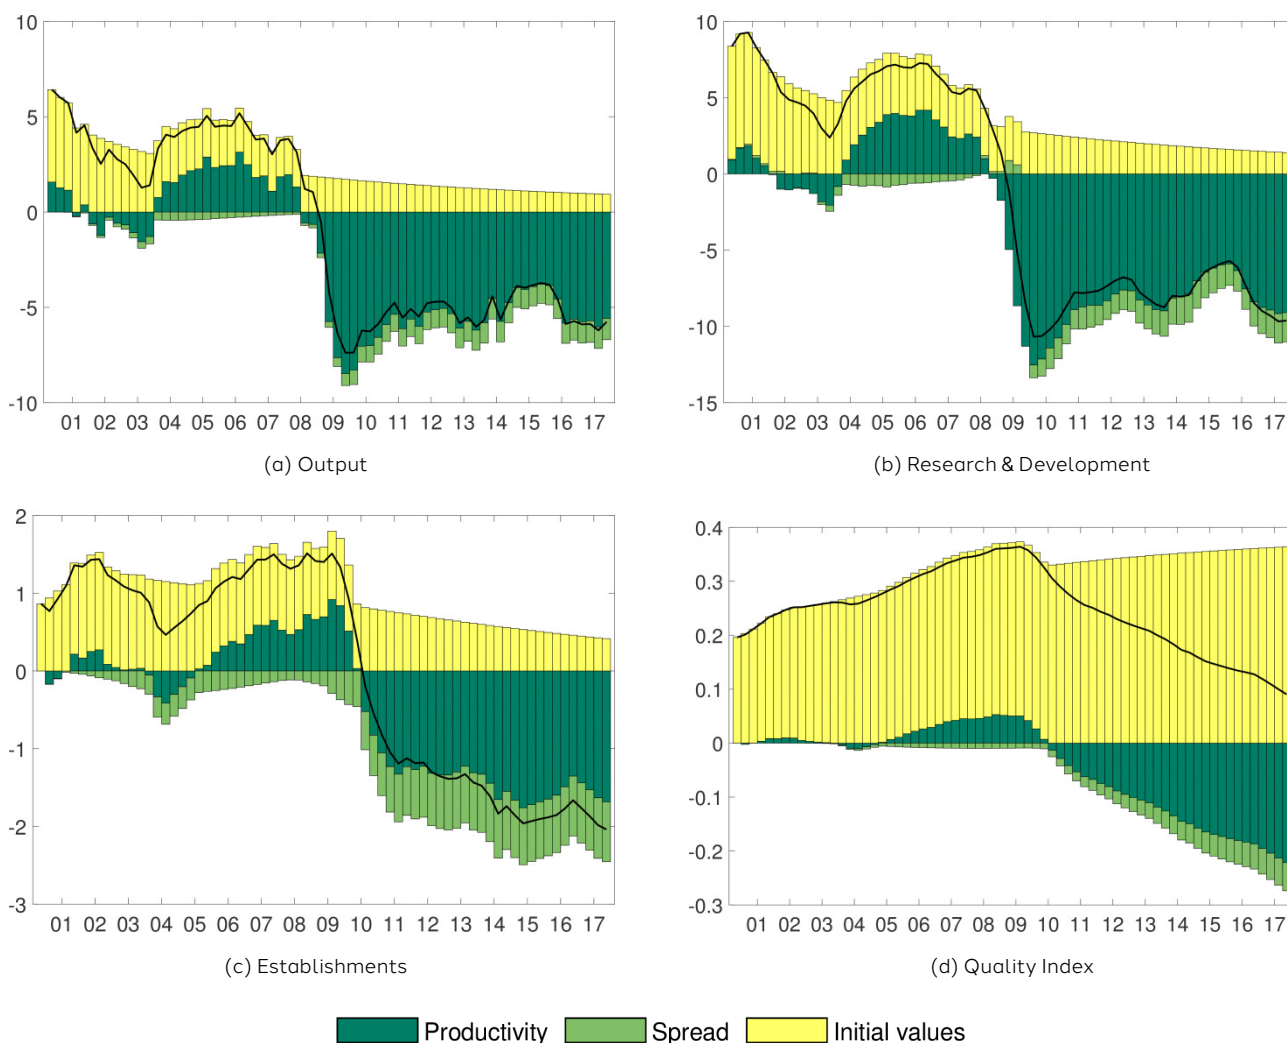 10
5
0
-5
-10
01 02 03 04 05 06 07 08 09 10 11 12 13 14 15 16 17
(a) Output
10
5
0
-5
-10
-15
01 02 03 04 05 06 07 08 09 10 11 12 13 14 15 16 17
(b) Research & Development
2
1
0
-1
-2
-3
01 02 03 04 05 06 07 08 09 10 11 12 13 14 15 16 17
(c) Establishments
0.4
0.3
0.2
0.1
0
-0.1
-0.2
-0.3
01 02 03 04 05 06 07 08 09 10 11 12 13 14 15 16 17
(d) Quality Index
Productivity Spread Initial values